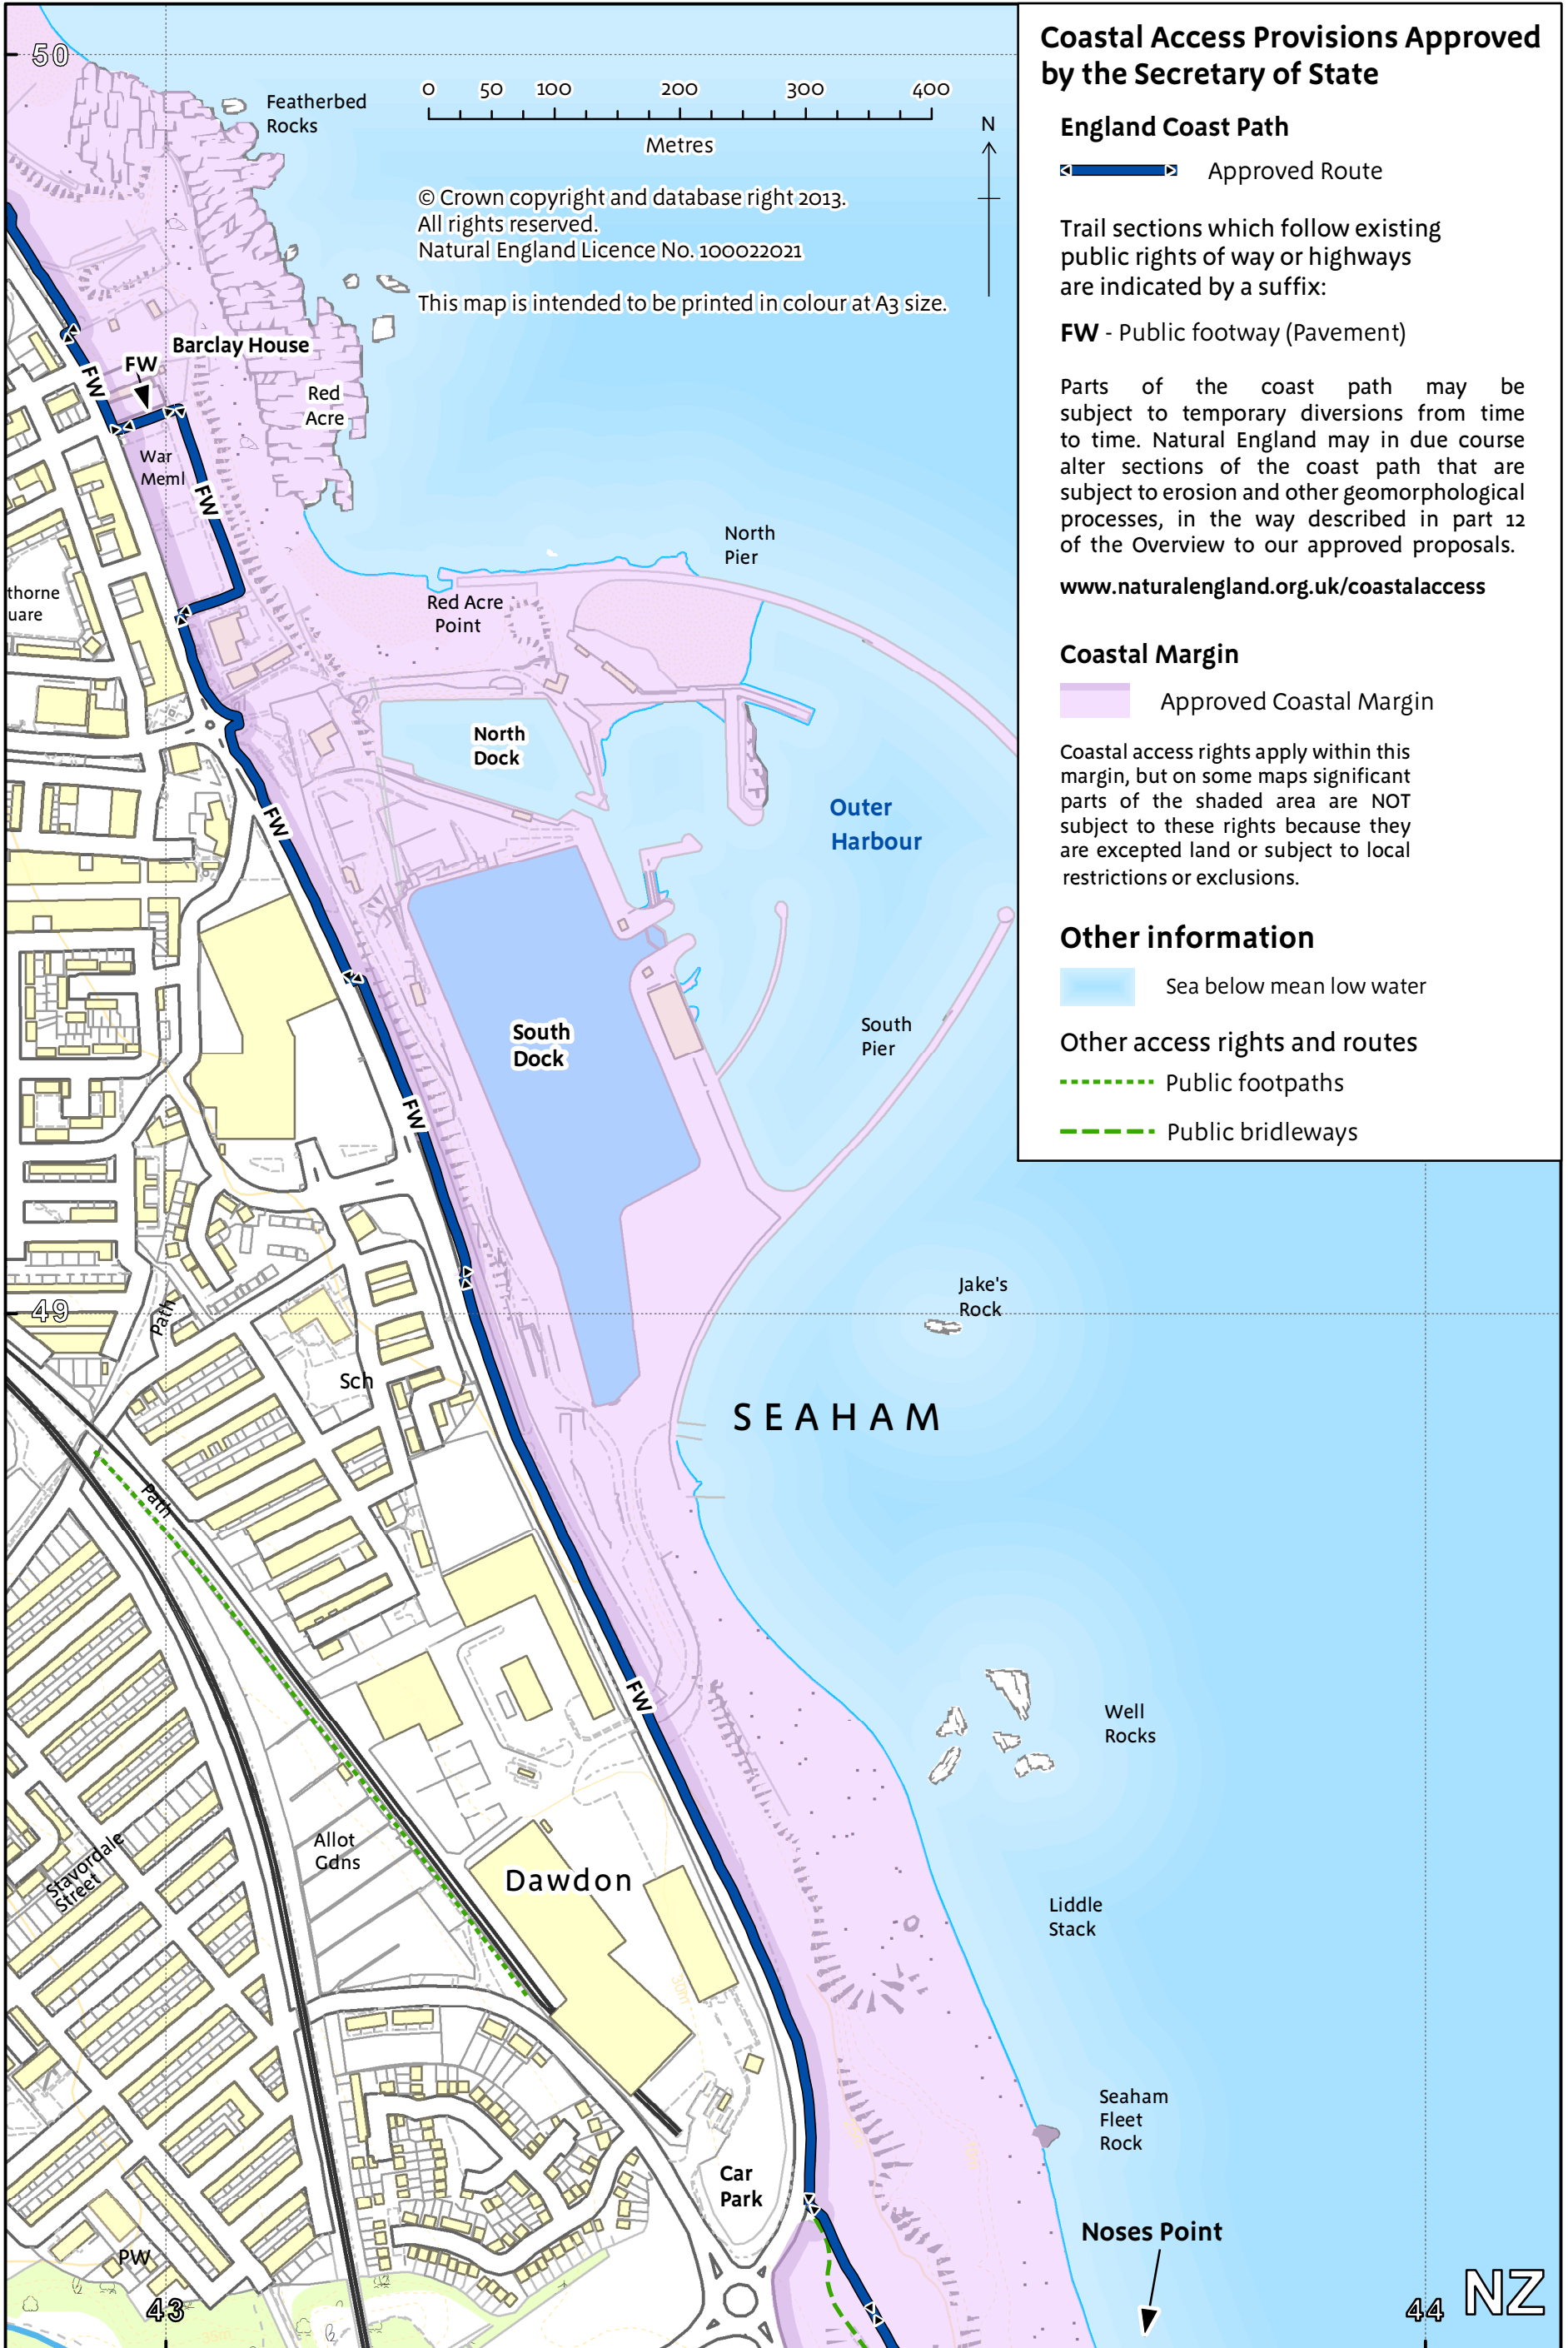 50
Featherbed
Rocks
0 50 100 200 300 400
Metres
N
© Crown copyright and database right 2013.
All rights reserved.
Natural England Licence No. 100022021
This map is intended to be printed in colour at A3 size.
Barclay House
FW
FW
Red
Acre
War
Meml
FW
thorne
uare
North
Pier
Red Acre
Point
North
Dock
Outer
Harbour
FW
South
Dock
South
Pier
FW
Jake's
Rock
49
Path
Sch
SEAHAM
Path
FW
Well
Rocks
Allot
Gdns
Stavordale
Street
Dawdon
Liddle
Stack
30m
Seaham
Fleet
Rock
Car
Park
Noses Point
PW
43
44
NZ
Coastal Access Provisions Approved
by the Secretary of State
England Coast Path
Approved Route
Trail sections which follow existing
public rights of way or highways
are indicated by a suffix:
FW - Public footway (Pavement)
Parts of the coast path may be
subject to temporary diversions from time
to time. Natural England may in due course
alter sections of the coast path that are
subject to erosion and other geomorphological
processes, in the way described in part 12
of the Overview to our approved proposals.
www.naturalengland.org.uk/coastalaccess
Coastal Margin
Approved Coastal Margin
Coastal access rights apply within this
margin, but on some maps significant
parts of the shaded area are NOT
subject to these rights because they
are excepted land or subject to local
restrictions or exclusions.
Other information
Sea below mean low water
Other access rights and routes
Public footpaths
Public bridleways